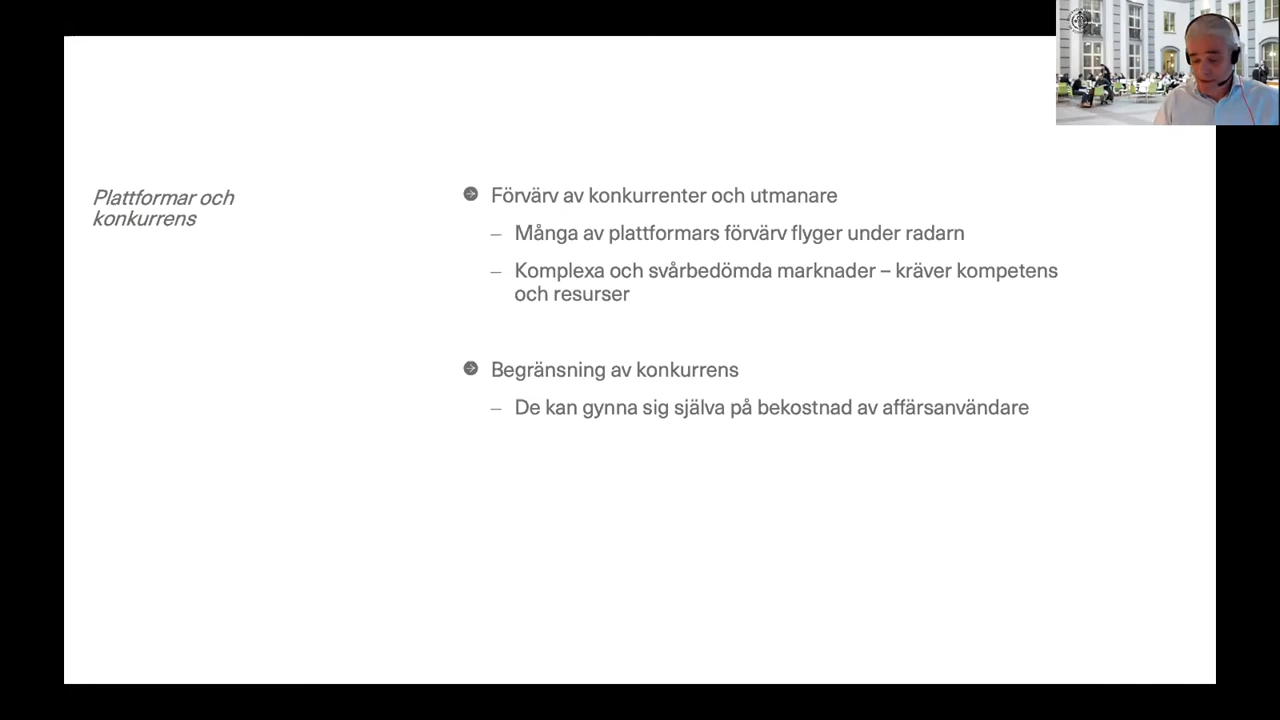 Plattformar och
konkurrens
Förvärv av konkurrenter och utmanare
– Många av plattformars förvärv flyger under radarn
– Komplexa och svårbedömda marknader – kräver kompetens
och resurser
Begränsning av konkurrens
– De kan gynna sig själva på bekostnad av affärsanvändare